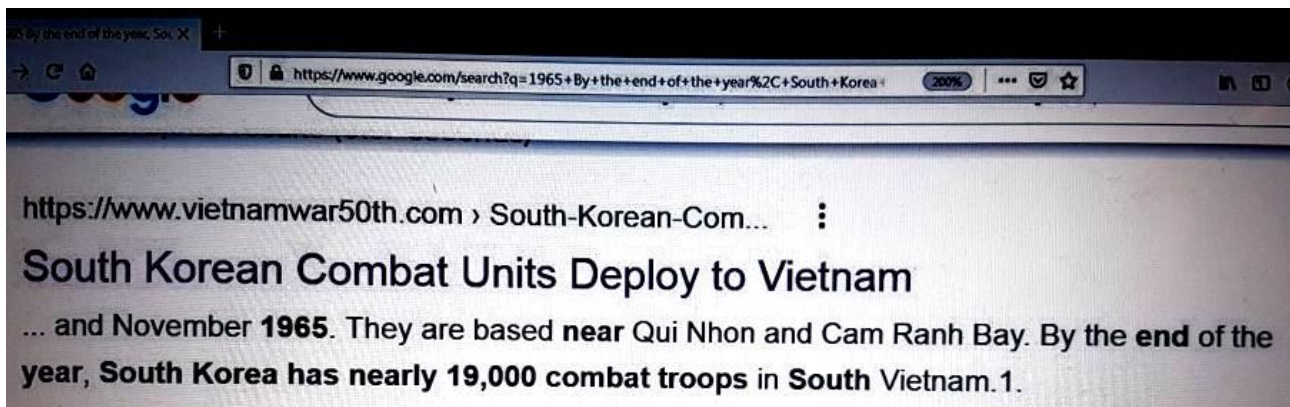 https://www.google.com/search?q=1965+By+the+end+of+the+year%2C+South+Korea+ 200%
https://www.vietnamwar50th.com › South-Korean-Com...
South Korean Combat Units Deploy to Vietnam
... and November 1965. They are based near Qui Nhon and Cam Ranh Bay. By the end of the
year, South Korea has nearly 19,000 combat troops in South Vietnam.1.